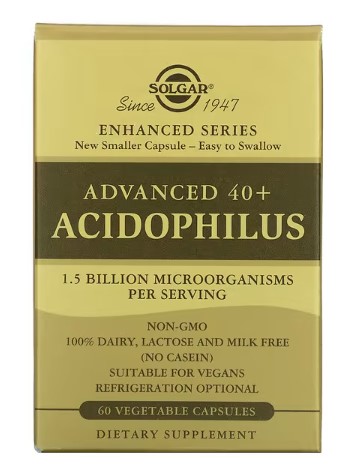 SOLGAR®
Since 1947
ENHANCED SERIES
New Smaller Capsule – Easy to Swallow
ADVANCED 40+
ACIDOPHILUS
1.5 BILLION MICROORGANISMS
PER SERVING
NON-GMO
100% DAIRY, LACTOSE AND MILK FREE
(NO CASEIN)
SUITABLE FOR VEGANS
REFRIGERATION OPTIONAL
60 VEGETABLE CAPSULES
DIETARY SUPPLEMENT